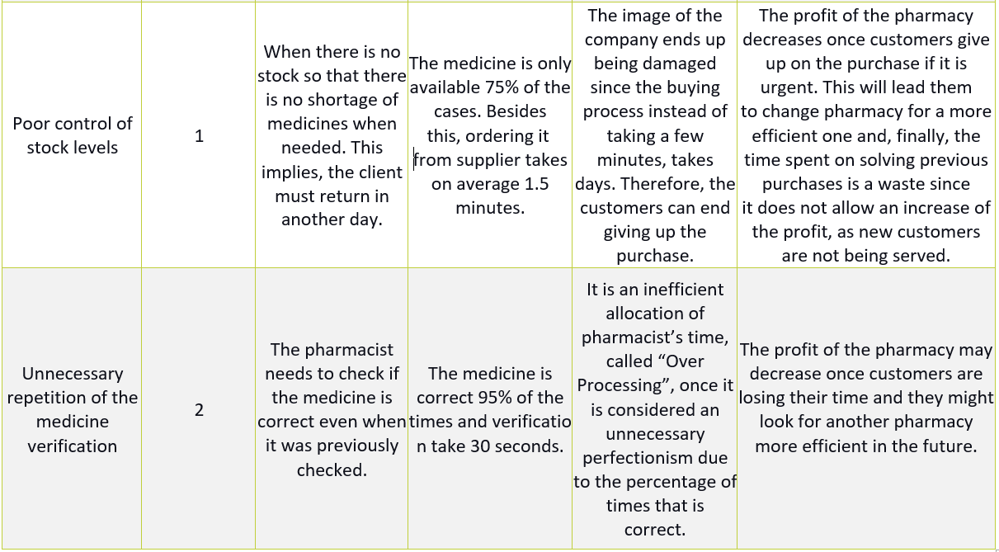 Poor control of
stock levels
1
When there is no
stock so that there
is no shortage of
medicines when
needed. This
implies, the client
must return in
another day.
The medicine is only
available 75% of the
cases. Besides
this, ordering it
from supplier takes
on average 1.5
minutes.
The image of the
company ends up
being damaged
since the buying
process instead of
taking a few
minutes, takes
days. Therefore, the
customers can end
giving up the
purchase.
The profit of the pharmacy
decreases once customers give
up on the purchase if it is
urgent. This will lead them
to change pharmacy for a more
efficient one and, finally, the
time spent on solving previous
purchases is a waste since
it does not allow an increase of
the profit, as new customers
are not being served.
Unnecessary
repetition of the
medicine
verification
2
The pharmacist
needs to check if
the medicine is
correct even when
it was previously
checked.
The medicine is
correct 95% of the
times and verificatio
n take 30 seconds.
It is an inefficient
allocation of
pharmacist’s time,
called “Over
Processing”, once it
is considered an
unnecessary
perfectionism due
to the percentage of
times that is
correct.
The profit of the pharmacy may
decrease once customers are
losing their time and they might
look for another pharmacy
more efficient in the future.